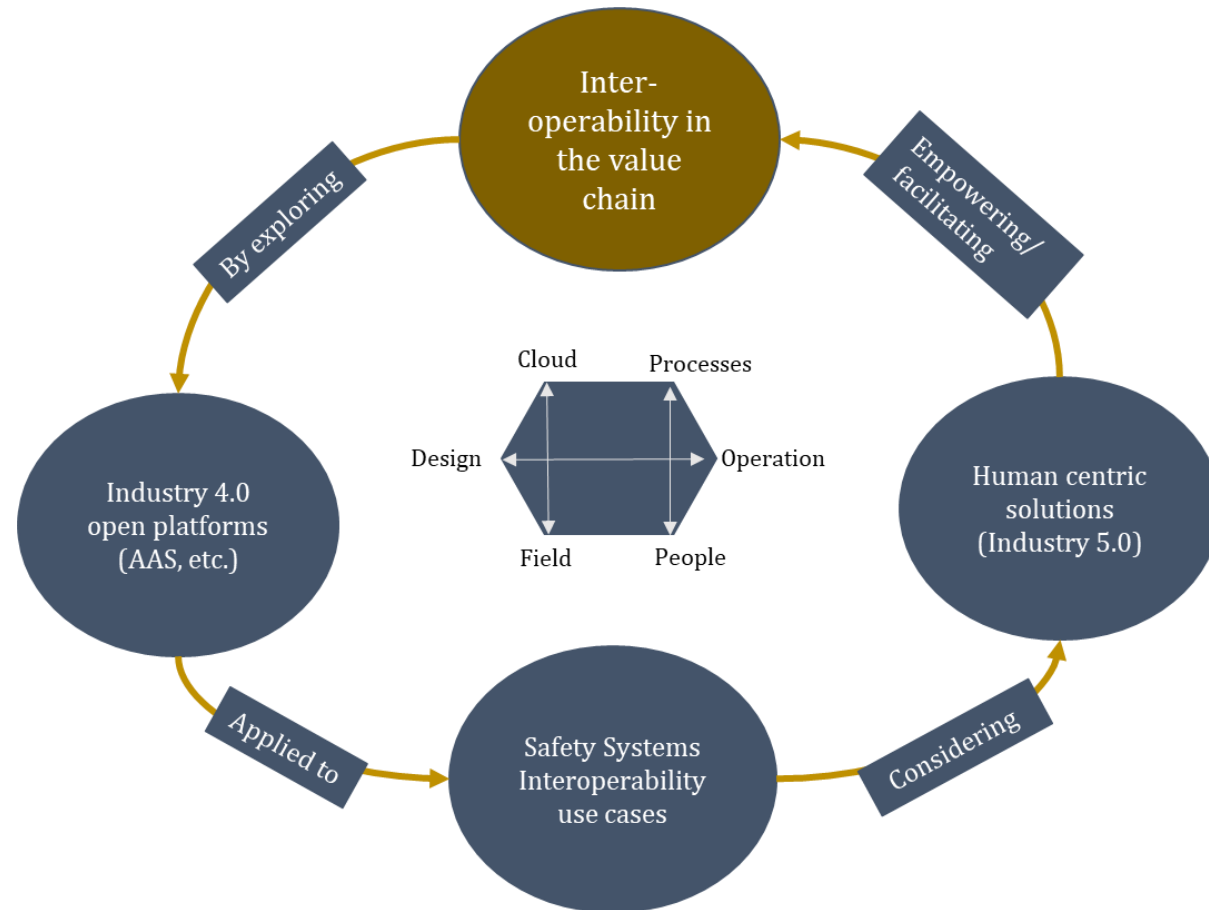 Inter-
operability in
the value
chain
By exploring
Empowering/
facilitating
Cloud
Processes
Design
Operation
Field
People
Industry 4.0
open platforms
(AAS, etc.)
Human centric
solutions
(Industry 5.0)
Applied to
Safety Systems
Interoperability
use cases
Considering